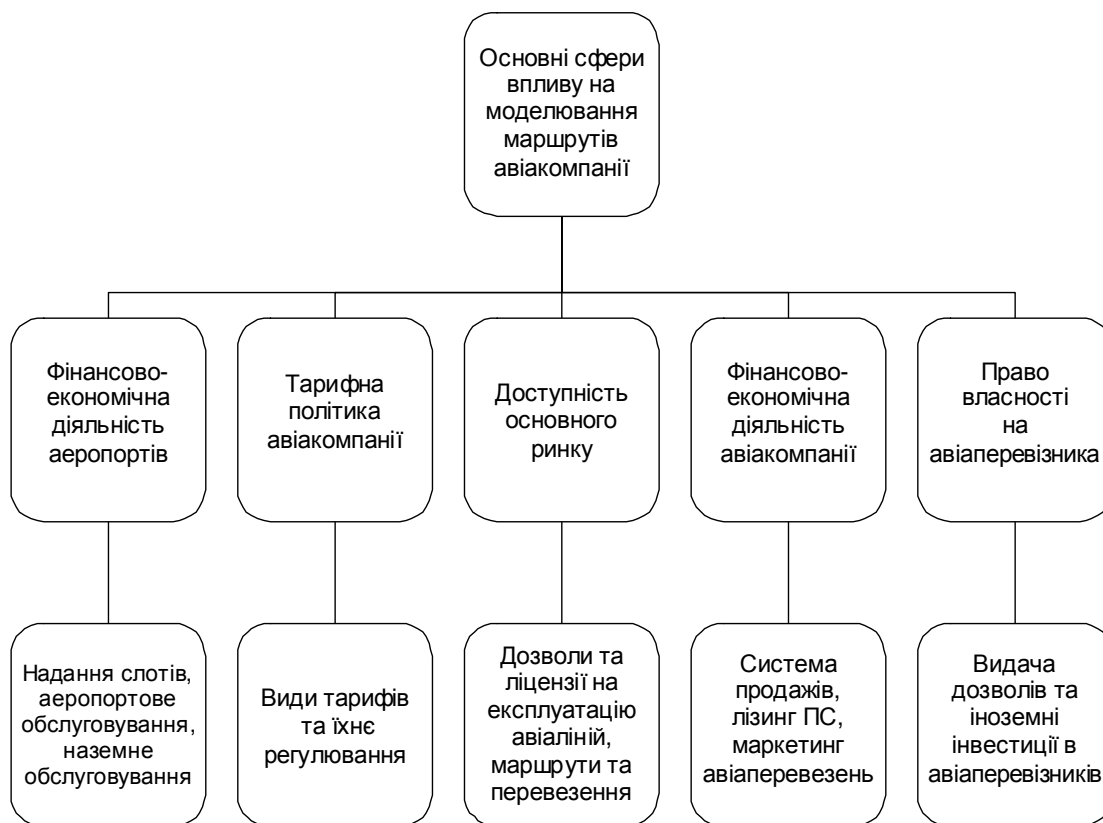 Основні сфери
впливу на
моделювання
маршрутів
авіакомпанії
Фінансово-
економічна
діяльність
аеропортів
Тарифна
політика
авіакомпанії
Доступність
основного
ринку
Фінансово-
економічна
діяльність
авіакомпанії
Право
власності
на
авіаперевізника
Надання слотів,
аеропортове
обслуговування,
наземне
обслуговування
Види тарифів
та їхнє
регулювання
Дозволи та
ліцензії на
експлуатацію
авіаліній,
маршрути та
перевезення
Система
продажів,
лізинг ПС,
маркетинг
авіаперевезень
Видача
дозволів та
іноземні
інвестиції в
авіаперевізників